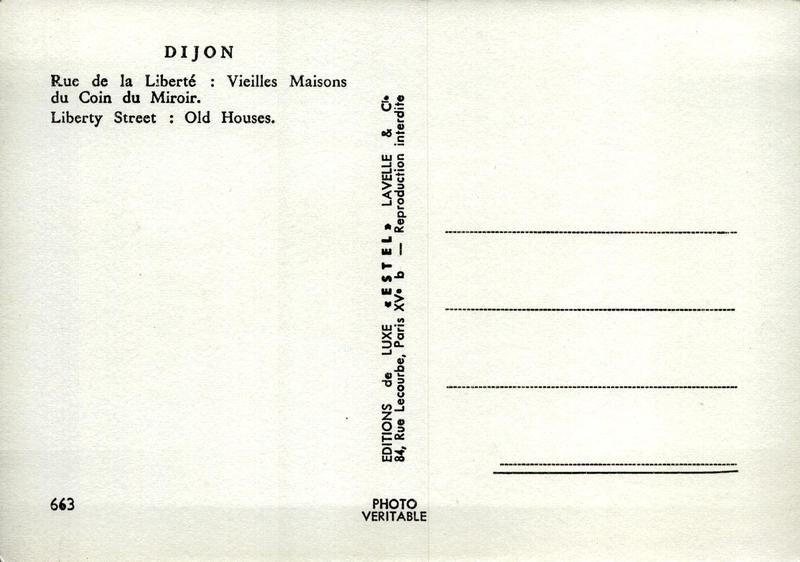 DIJON
Rue de la Liberté : Vieilles Maisons
du Coin du Miroir.
Liberty Street : Old Houses.
663
EDITIONS de LUXE «ESTEL» LAVELLE & Cie
84, Rue Lecourbe, Paris XVe b — Reproduction interdite
PHOTO
VERITABLE